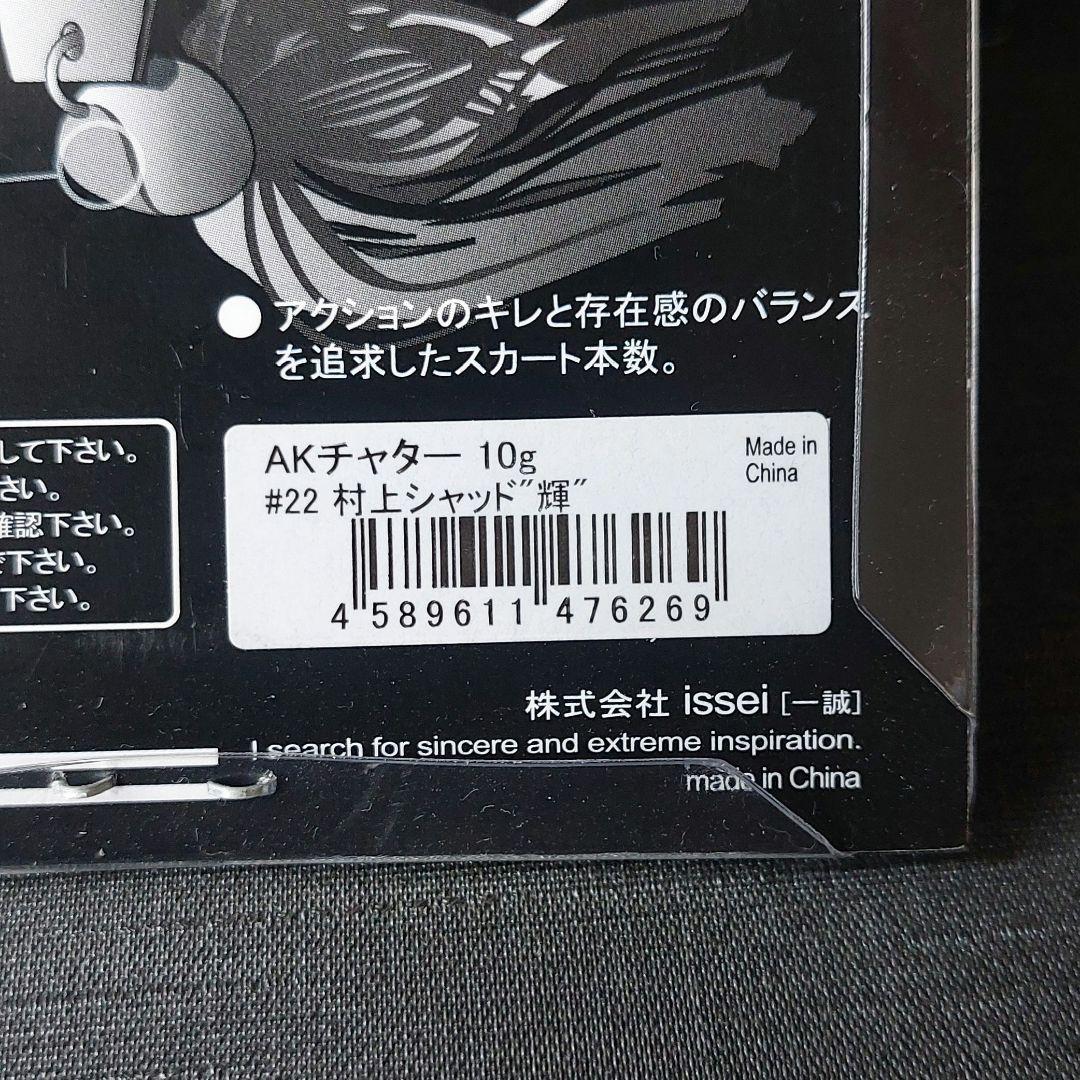 ●アクションのキレと存在感のバランス
を追求したスカート本数。
して下さい。
さい。
確認下さい。
下さい。
下さい。
AKチャター 10g
Made in
China
#22 村上シャッド"輝"
4 589611 476269
株式会社 issei [一誠]
I search for sincere and extreme inspiration.
made in China